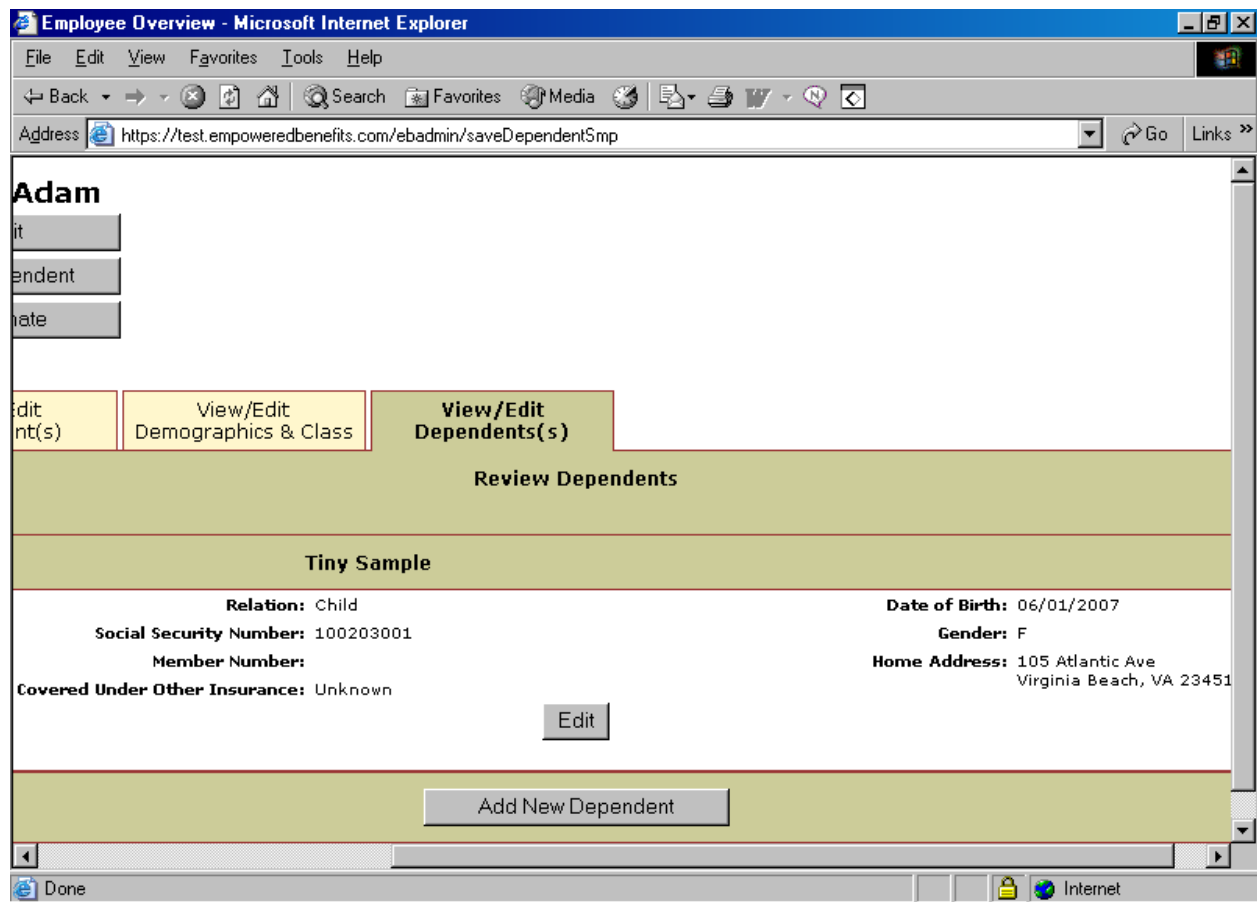 Employee Overview - Microsoft Internet Explorer
File Edit View Favorites Tools Help
Back Search Favorites Media
Address https://test.empoweredbenefits.com/ebadmin/saveDependentSmp Go Links »
Adam
it
endent
nate
dit
nt(s)
View/Edit
Demographics & Class
View/Edit
Dependents(s)
Review Dependents
Tiny Sample
Relation: Child
Date of Birth: 06/01/2007
Social Security Number: 100203001
Gender: F
Member Number:
Home Address: 105 Atlantic Ave
Virginia Beach, VA 23451
Covered Under Other Insurance: Unknown
Edit
Add New Dependent
Done Internet